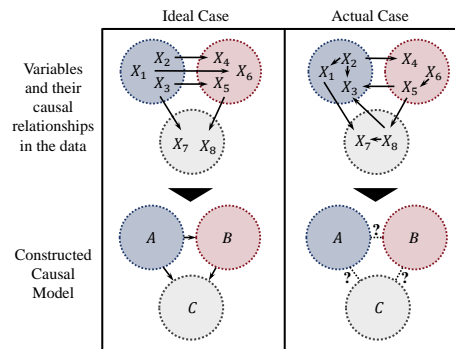 Ideal Case
Actual Case
Variables
and their
causal
relationships
in the data
X₂ X₄
X₁ X₆
X₃ X₅
X₇ X₈
X₂ X₄
X₁ X₆
X₃ X₅
X₇ X₈
Constructed
Causal
Model
A B
C
A ? B
? ?
C